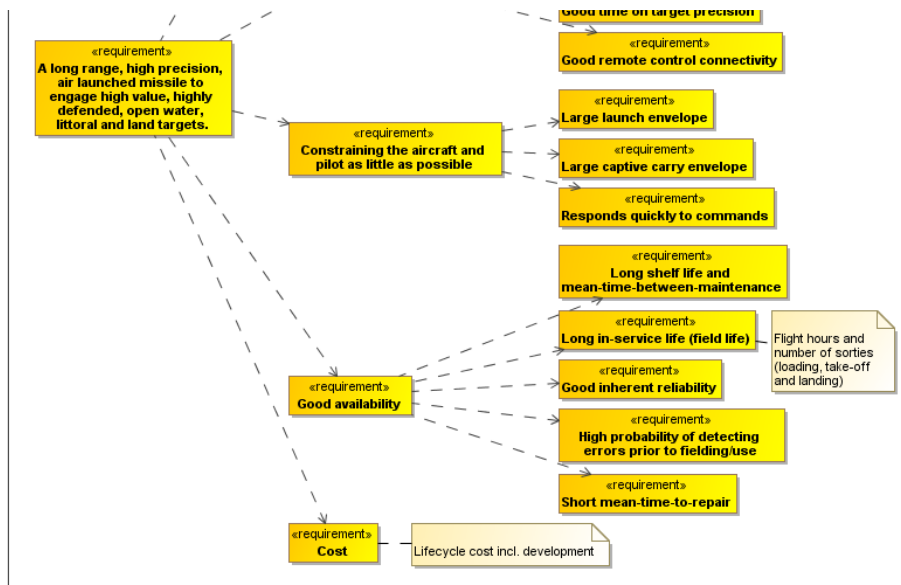 Good time on target precision
«requirement»
Good remote control connectivity
«requirement»
A long range, high precision,
air launched missile to
engage high value, highly
defended, open water,
littoral and land targets.
«requirement»
Large launch envelope
«requirement»
Constraining the aircraft and
pilot as little as possible
«requirement»
Large captive carry envelope
«requirement»
Responds quickly to commands
«requirement»
Long shelf life and
mean-time-between-maintenance
«requirement»
Long in-service life (field life)
Flight hours and
number of sorties
(loading, take-off
and landing)
«requirement»
Good availability
«requirement»
Good inherent reliability
«requirement»
High probability of detecting
errors prior to fielding/use
«requirement»
Short mean-time-to-repair
«requirement»
Cost
Lifecycle cost incl. development